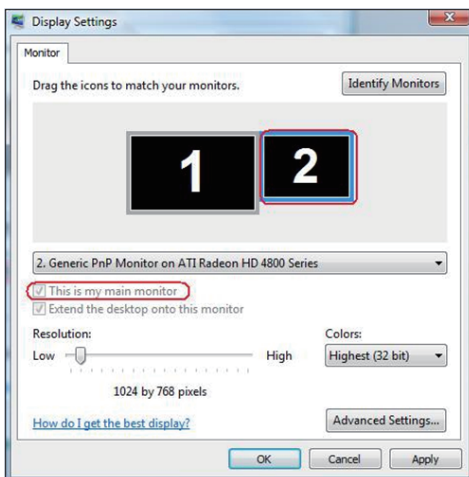 Display Settings
Monitor
Drag the icons to match your monitors.
Identify Monitors
1
2
2. Generic PnP Monitor on ATI Radeon HD 4800 Series
This is my main monitor
Extend the desktop onto this monitor
Resolution:
Colors:
Low
High
Highest (32 bit)
1024 by 768 pixels
How do I get the best display?
Advanced Settings...
OK
Cancel
Apply